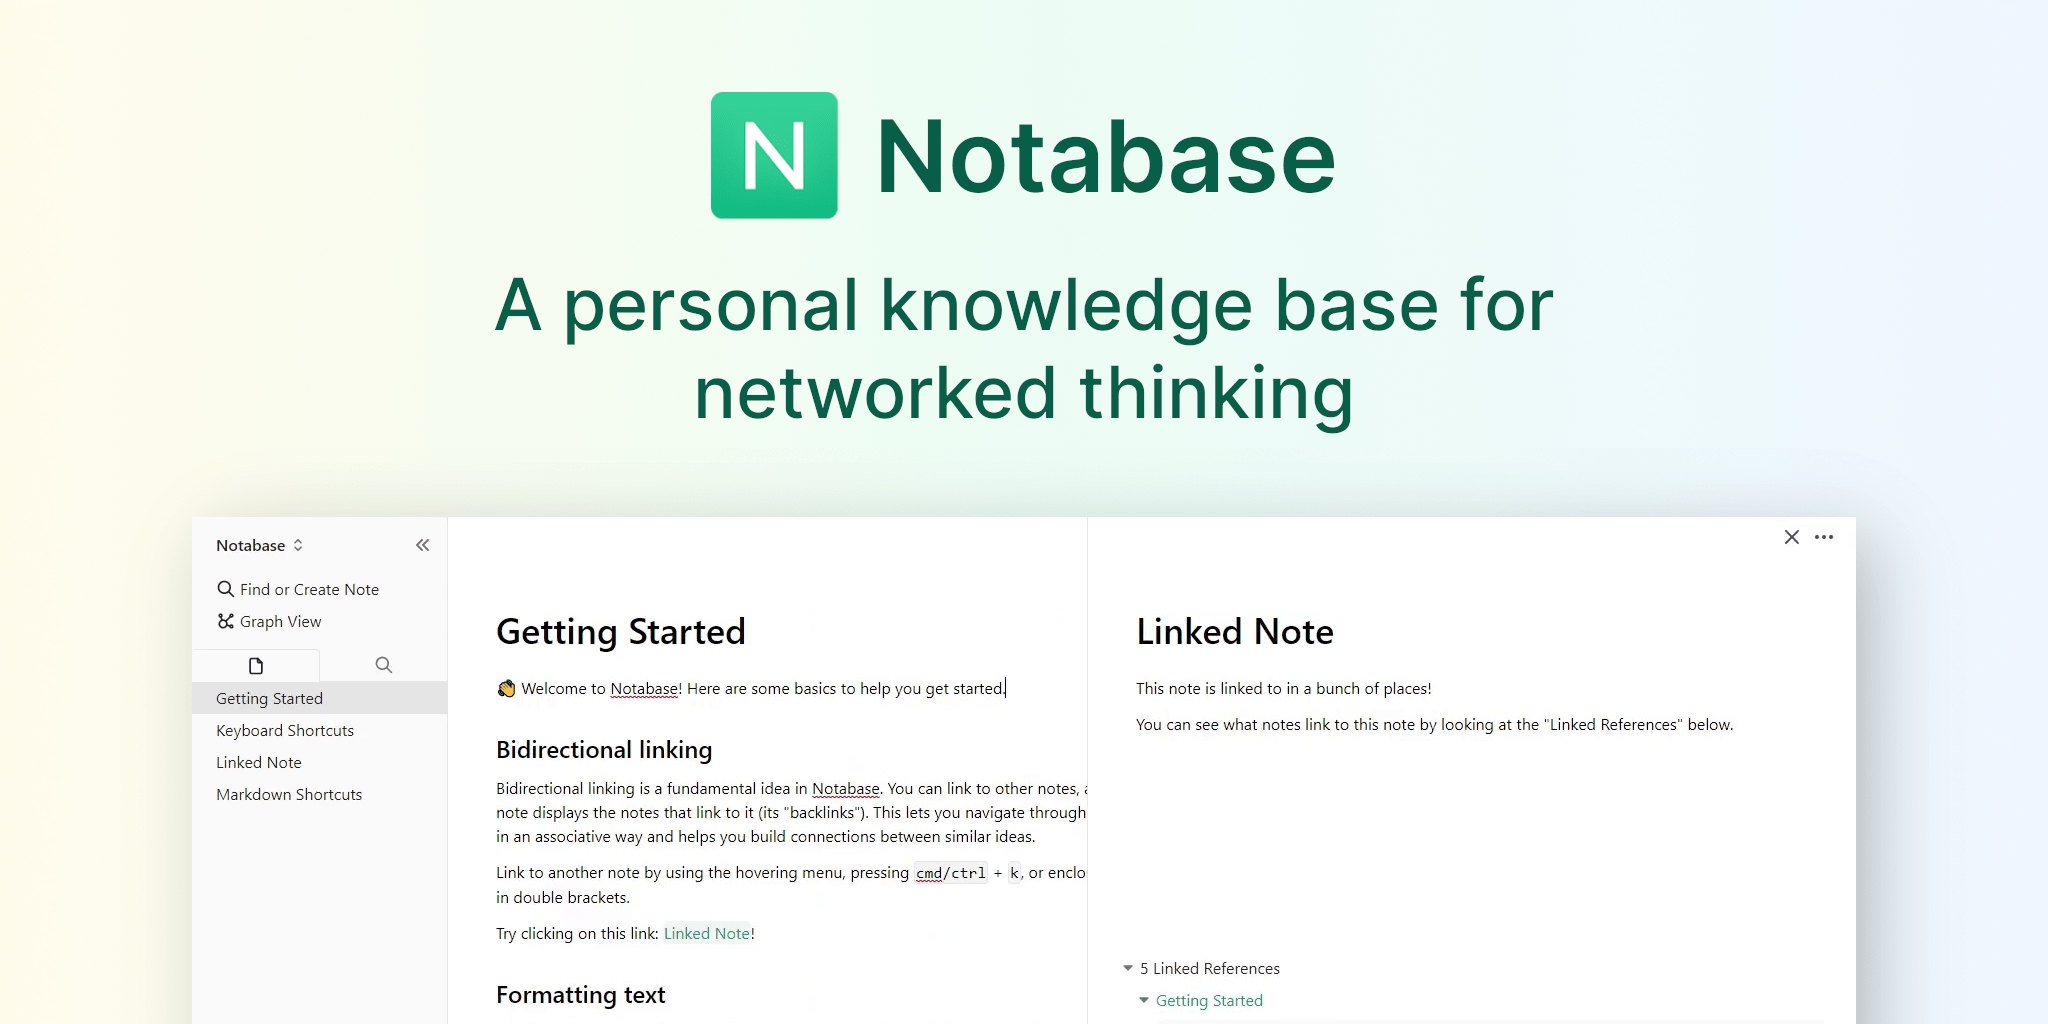 N Notabase
A personal knowledge base for
networked thinking
Notabase
Find or Create Note
Graph View
Getting Started
Keyboard Shortcuts
Linked Note
Markdown Shortcuts
Getting Started
👋 Welcome to Notabase! Here are some basics to help you get started.
Bidirectional linking
Bidirectional linking is a fundamental idea in Notabase. You can link to other notes,
note displays the notes that link to it (its "backlinks"). This lets you navigate through
in an associative way and helps you build connections between similar ideas.
Link to another note by using the hovering menu, pressing cmd/ctrl + k, or enclo
in double brackets.
Try clicking on this link: Linked Note!
Formatting text
Linked Note
This note is linked to in a bunch of places!
You can see what notes link to this note by looking at the "Linked References" below.
5 Linked References
Getting Started